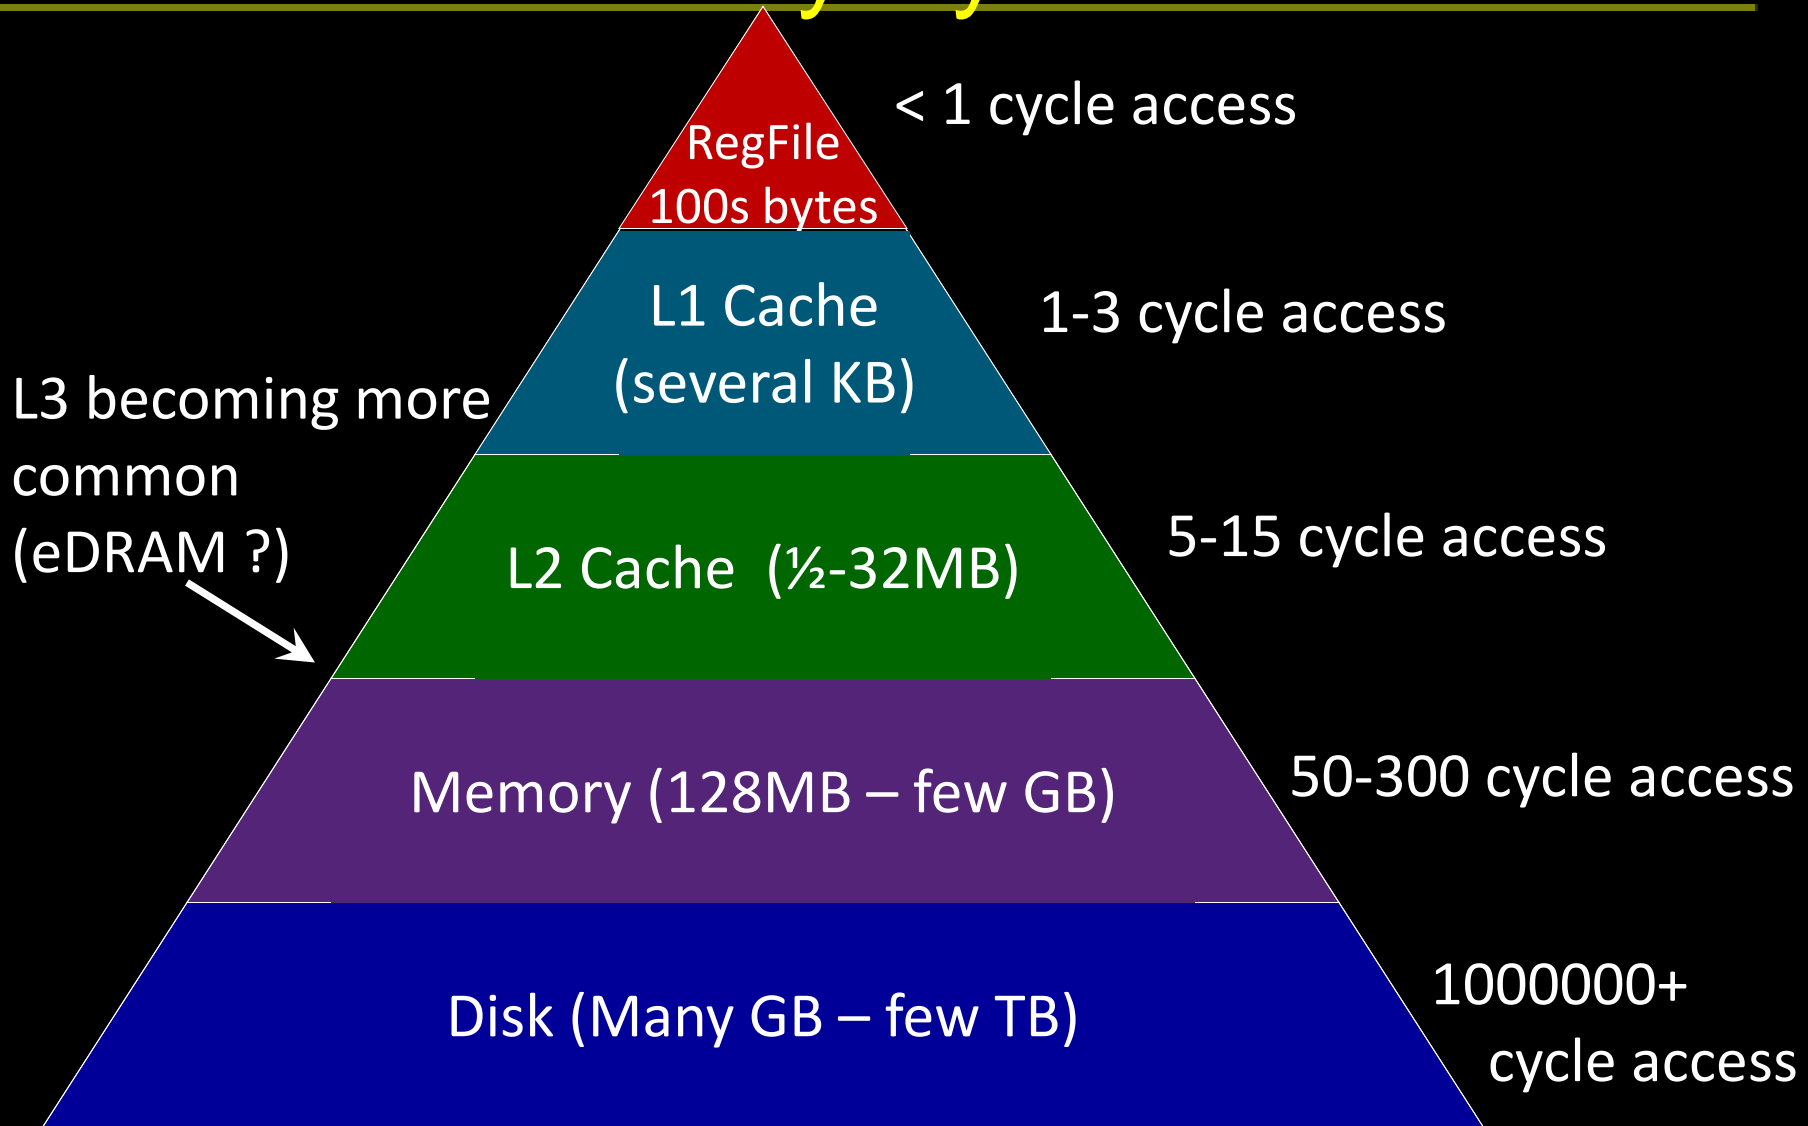 < 1 cycle access
RegFile
100s bytes
L1 Cache
(several KB)
1-3 cycle access
L3 becoming more
common
(eDRAM ?)
L2 Cache (½-32MB)
5-15 cycle access
Memory (128MB – few GB)
50-300 cycle access
Disk (Many GB – few TB)
1000000+
cycle access